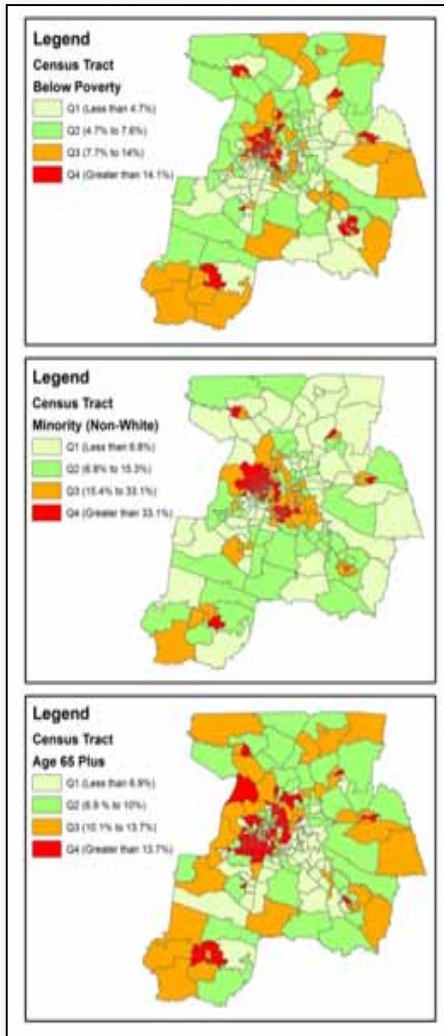 Legend
Census Tract
Below Poverty
Q1 (Less than 4.7%)
Q2 (4.7% to 7.6%)
Q3 (7.7% to 14%)
Q4 (Greater than 14.1%)
Legend
Census Tract
Minority (Non-White)
Q1 (Less than 6.8%)
Q2 (6.8% to 15.3%)
Q3 (15.4% to 33.1%)
Q4 (Greater than 33.1%)
Legend
Census Tract
Age 65 Plus
Q1 (Less than 6.9%)
Q2 (6.9 % to 10%)
Q3 (10.1% to 13.7%)
Q4 (Greater than 13.7%)